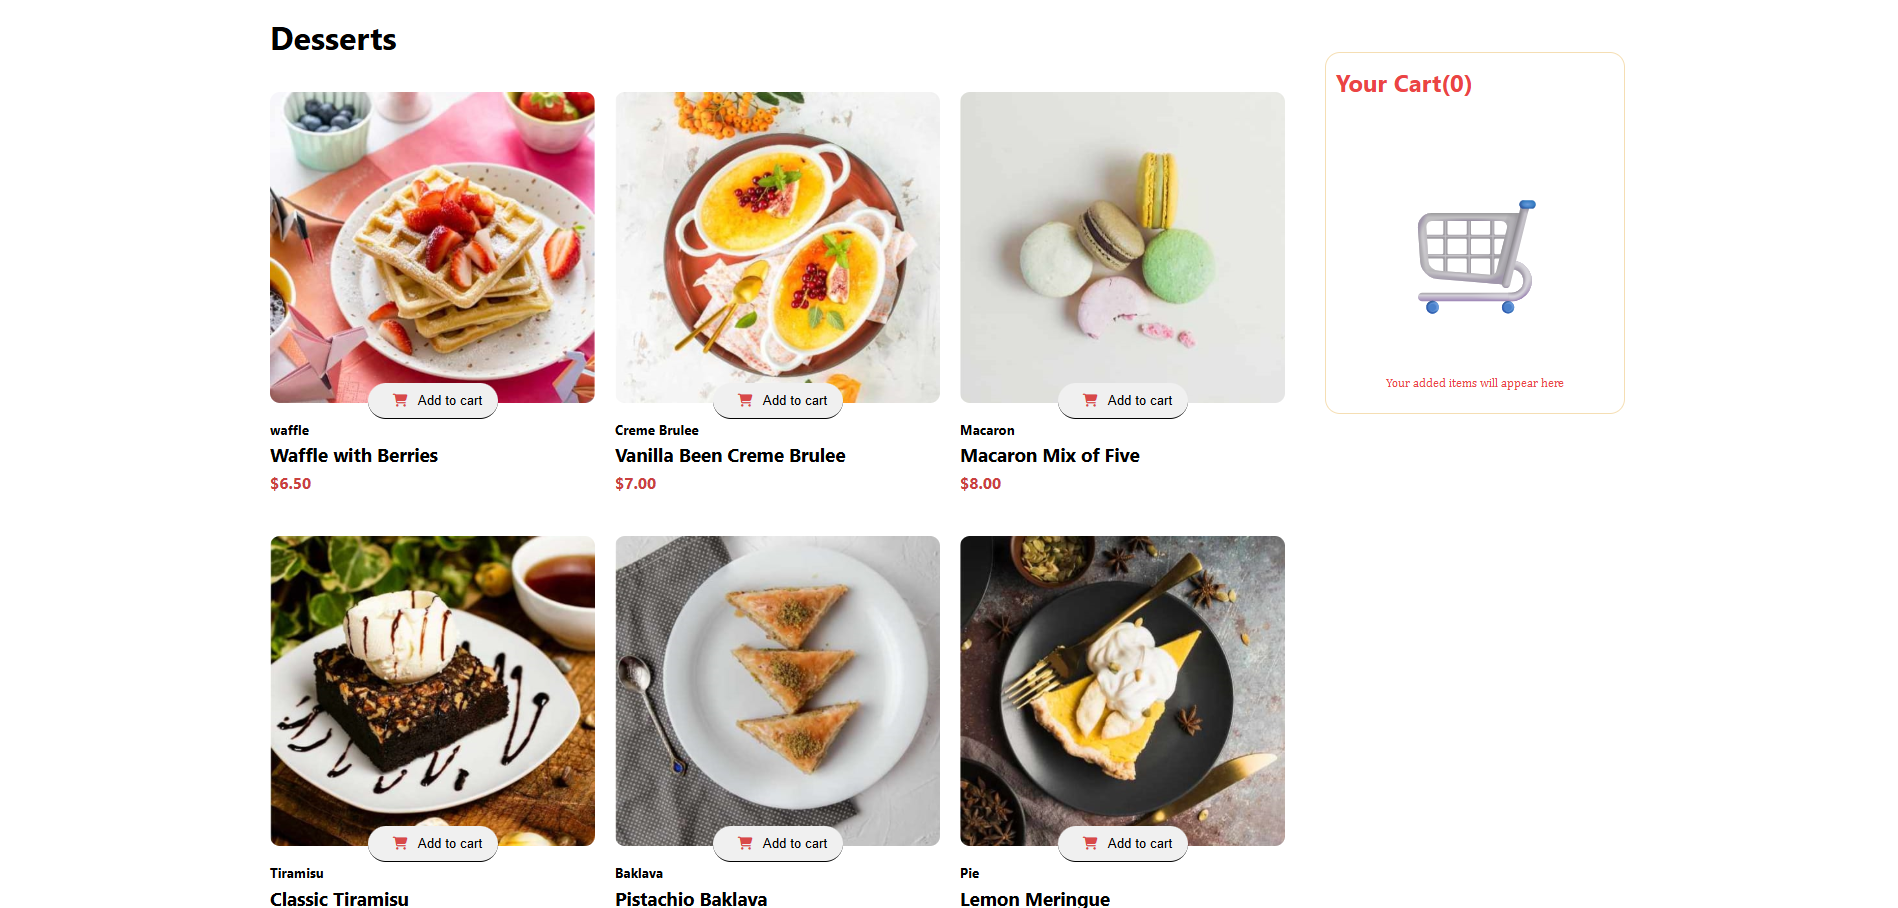 Desserts
Your Cart(0)
Your added items will appear here
Add to cart
Add to cart
Add to cart
waffle
Waffle with Berries
$6.50
Creme Brulee
Vanilla Been Creme Brulee
$7.00
Macaron
Macaron Mix of Five
$8.00
Add to cart
Add to cart
Add to cart
Tiramisu
Classic Tiramisu
Baklava
Pistachio Baklava
Pie
Lemon Meringue